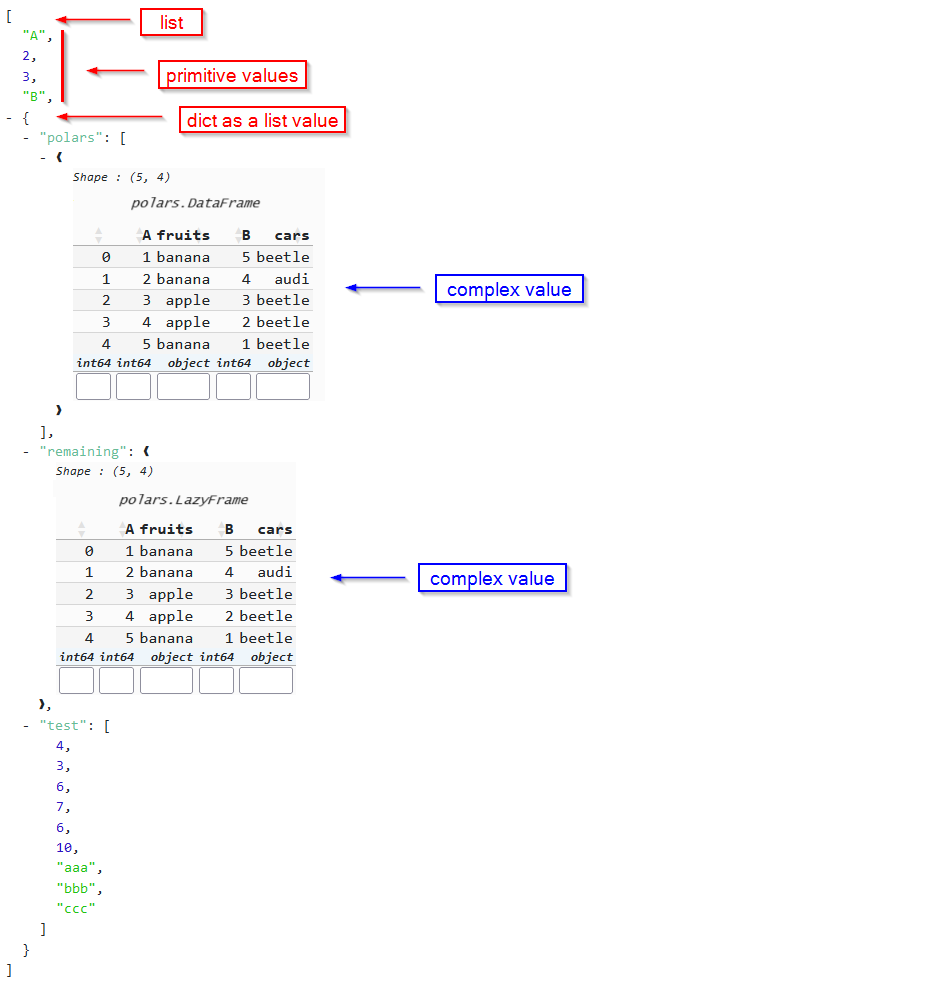 [
list
"A",
2,
primitive values
3,
"B",
- {
dict as a list value
- "polars": [
- ❨
Shape : (5, 4)
polars.DataFrame
A fruits B cars
0 1 banana 5 beetle
1 2 banana 4 audi
complex value
2 3 apple 3 beetle
3 4 apple 2 beetle
4 5 banana 1 beetle
int64 int64 object int64 object
❩
],
- "remaining": ❨
Shape : (5, 4)
polars.LazyFrame
A fruits B cars
0 1 banana 5 beetle
1 2 banana 4 audi
complex value
2 3 apple 3 beetle
3 4 apple 2 beetle
4 5 banana 1 beetle
int64 int64 object int64 object
❩,
- "test": [
4,
3,
6,
7,
6,
10,
"aaa",
"bbb",
"ccc"
]
}
]